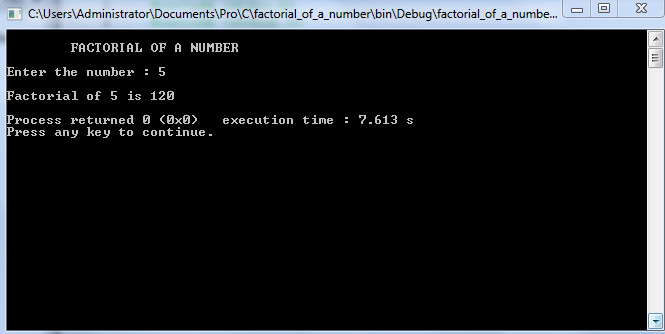 C:\Users\Administrator\Documents\Pro\C\factorial_of_a_number\bin\Debug\factorial_of_a_numbe...
FACTORIAL OF A NUMBER
Enter the number : 5
Factorial of 5 is 120
Process returned 0 (0x0)   execution time : 7.613 s
Press any key to continue.